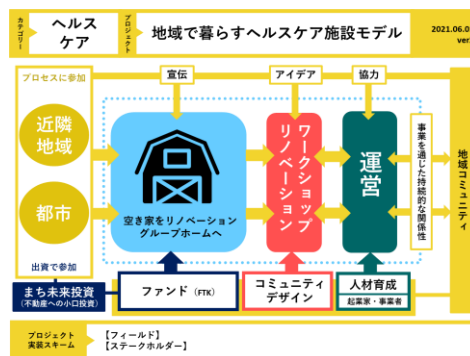 カテゴリー
ヘルス
ケア
プロジェクト
地域で暮らすヘルスケア施設モデル
ver.
プロセスに参加
宣伝
アイデア
協力
近隣
地域
都市
出資で参加
空き家をリノベーション
グループホームへ
ワークショップ
リノベーション
運営
事業を通じた持続的な関係性
地域コミュニティ
まち未来投資
(不動産への小口投資)
ファンド (FTK)
コミュニティ
デザイン
人材育成
起業家・事業者
プロジェクト
実装スキーム
【フィールド】
【ステークホルダー】